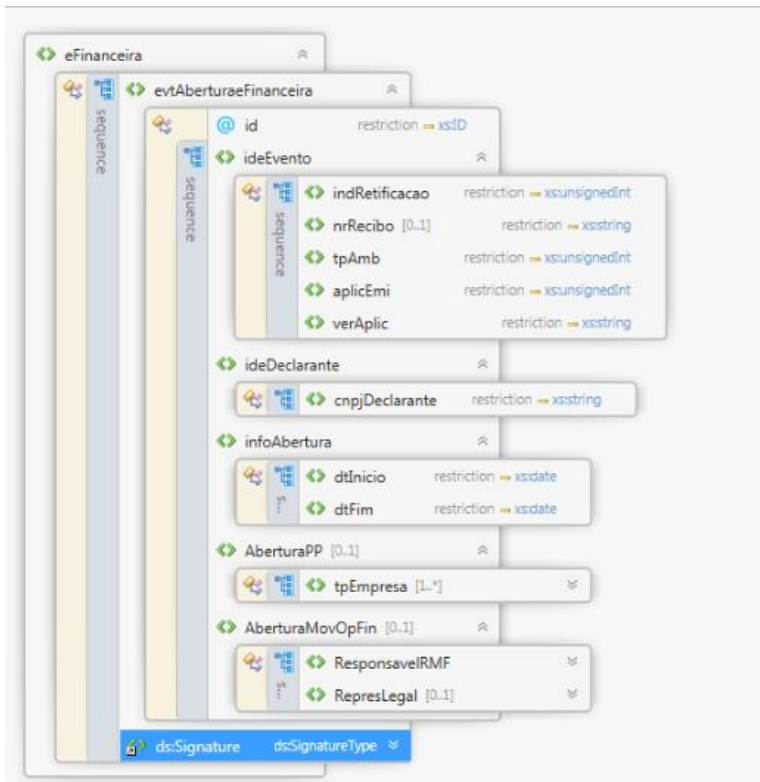 eFinanceira
sequence
evtAberturaeFinanceira
sequence
@ id restriction xs:ID
ideEvento
sequence
indRetificacao restriction xs:unsignedInt
nrRecibo [0..1] restriction xs:string
tpAmb restriction xs:unsignedInt
aplicEmi restriction xs:unsignedInt
verAplic restriction xs:string
ideDeclarante
cnpjDeclarante restriction xs:string
infoAbertura
s...
dtInicio restriction xs:date
dtFim restriction xs:date
AberturaPP [0..1]
tpEmpresa [1..*]
AberturaMovOpFin [0..1]
s...
ResponsavelRMF
RepresLegal [0..1]
ds:Signature ds:SignatureType